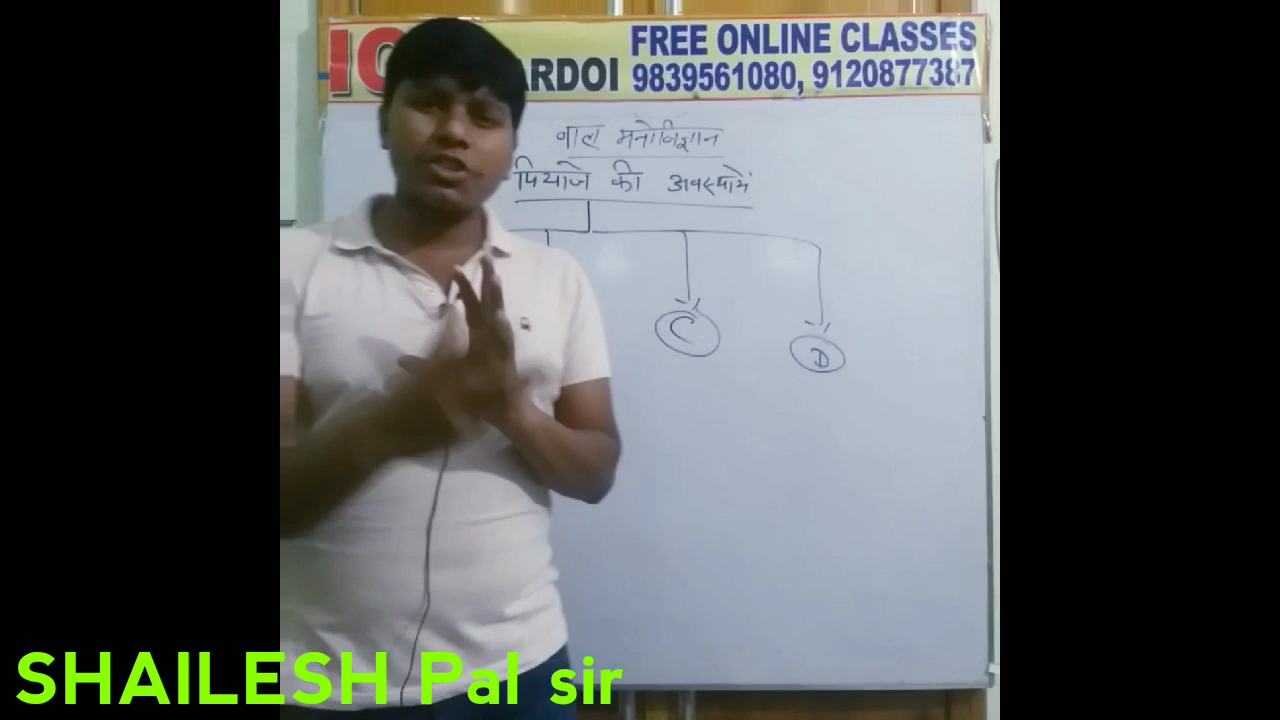 FREE ONLINE CLASSES
ARDOI 9839561080, 9120877387
बाल मनोविज्ञान
पियाजे की अवस्थायें
C
D
SHAILESH Pal sir